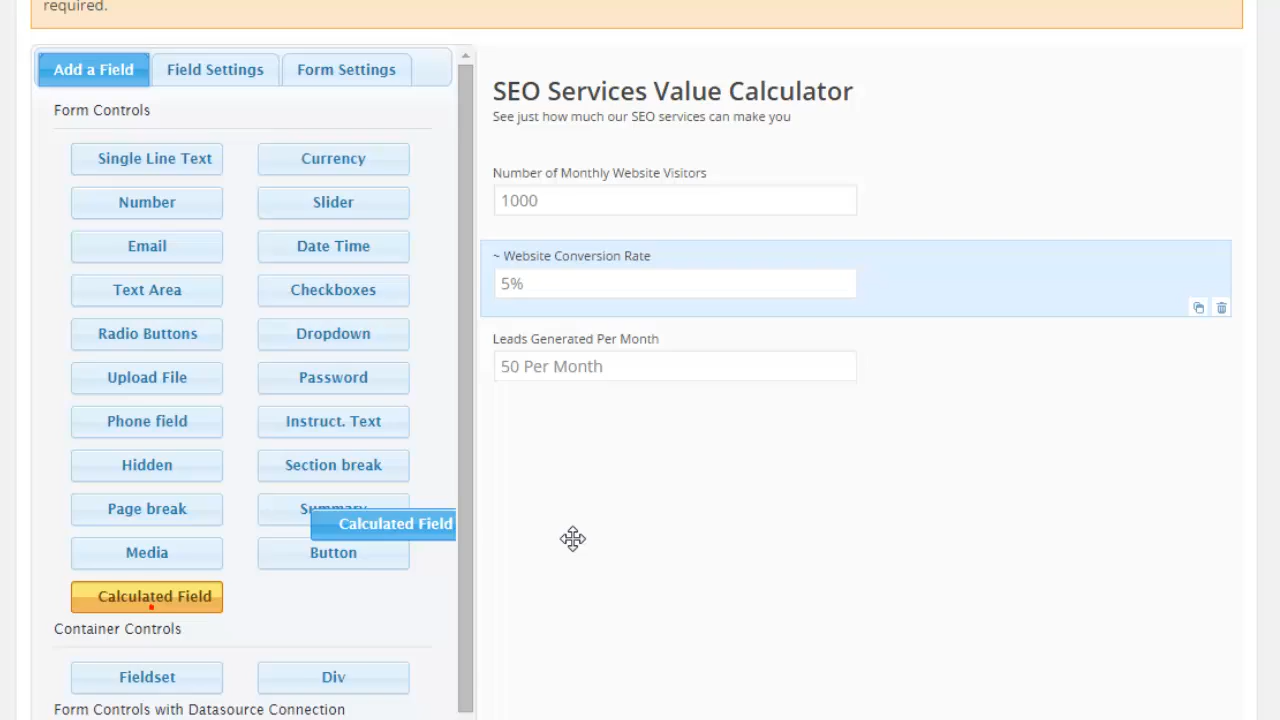 required.
Add a Field
Field Settings
Form Settings
Form Controls
Single Line Text
Currency
Number
Slider
Email
Date Time
Text Area
Checkboxes
Radio Buttons
Dropdown
Upload File
Password
Phone field
Instruct. Text
Hidden
Section break
Page break
Summary
Calculated Field
Media
Button
Calculated Field
Container Controls
Fieldset
Div
Form Controls with Datasource Connection
SEO Services Value Calculator
See just how much our SEO services can make you
Number of Monthly Website Visitors
1000
~ Website Conversion Rate
5%
Leads Generated Per Month
50 Per Month